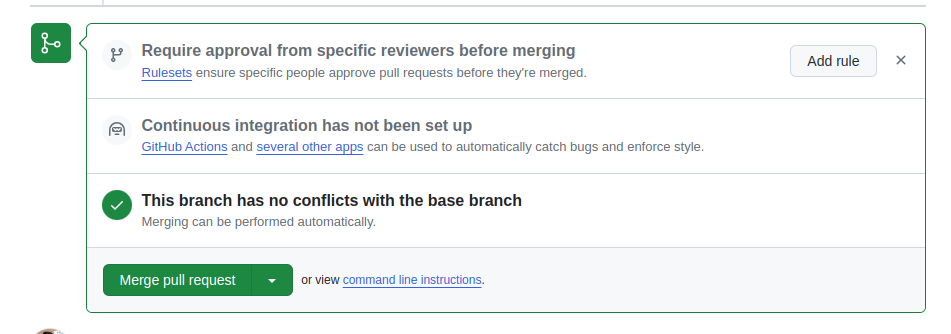 Require approval from specific reviewers before merging
Rulesets ensure specific people approve pull requests before they're merged.
Add rule
Continuous integration has not been set up
GitHub Actions and several other apps can be used to automatically catch bugs and enforce style.
This branch has no conflicts with the base branch
Merging can be performed automatically.
Merge pull request
or view command line instructions.